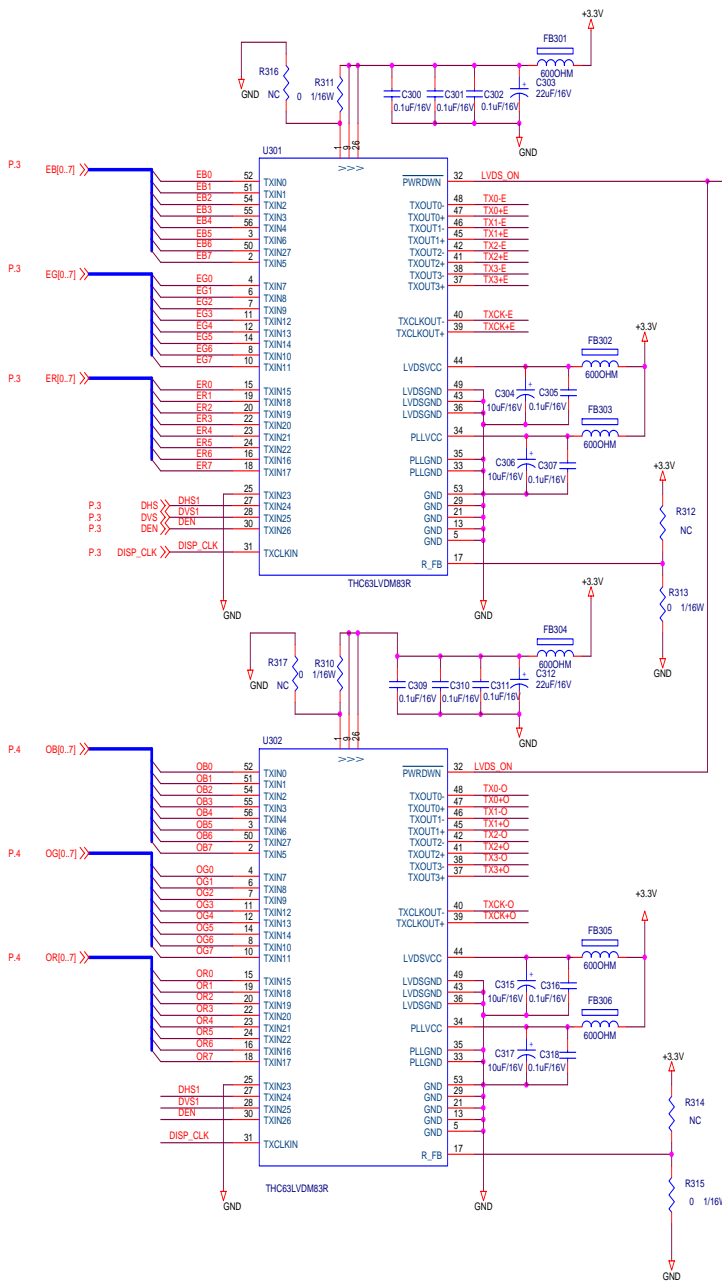 +3.3V
FB301
600OHM
R316
NC 0
R311
1/16W
C300
0.1uF/16V
C301
0.1uF/16V
C302
0.1uF/16V
C303
22uF/16V
GND
GND
1
9
26
U301
VVV
P.3 EB[0..7]
EB0 52 TXIN0
EB1 51 TXIN1
EB2 54 TXIN2
EB3 55 TXIN3
EB4 56 TXIN4
EB5 3 TXIN6
EB6 50 TXIN27
EB7 2 TXIN5
P.3 EG[0..7]
EG0 4 TXIN7
EG1 6 TXIN8
EG2 7 TXIN9
EG3 11 TXIN12
EG4 12 TXIN13
EG5 14 TXIN14
EG6 8 TXIN10
EG7 10 TXIN11
P.3 ER[0..7]
ER0 15 TXIN15
ER1 19 TXIN18
ER2 20 TXIN19
ER3 22 TXIN20
ER4 23 TXIN21
ER5 24 TXIN22
ER6 16 TXIN16
ER7 18 TXIN17
25 TXIN23
P.3 DHS DHS1 27 TXIN24
P.3 DVS DVS1 28 TXIN25
P.3 DEN DEN 30 TXIN26
P.3 DISP_CLK DISP_CLK 31 TXCLKIN
PWRDWN 32 LVDS_ON
TXOUT0- 48 TX0-E
TXOUT0+ 47 TX0+E
TXOUT1- 46 TX1-E
TXOUT1+ 45 TX1+E
TXOUT2- 42 TX2-E
TXOUT2+ 41 TX2+E
TXOUT3- 38 TX3-E
TXOUT3+ 37 TX3+E
TXCLKOUT- 40 TXCK-E
TXCLKOUT+ 39 TXCK+E
LVDSVCC 44
LVDSGND 49
LVDSGND 43
LVDSGND 36
PLLVCC 34
PLLGND 35
PLLGND 33
GND 53
GND 29
GND 21
GND 13
GND 5
R_FB 17
+3.3V
FB302
600OHM
C304
10uF/16V
C305
0.1uF/16V
FB303
600OHM
C306
10uF/16V
C307
0.1uF/16V
+3.3V
R312
NC
R313
0 1/16W
GND
THC63LVDM83R
GND
GND
+3.3V
FB304
600OHM
R317
0
NC
R310
1/16W
C309
0.1uF/16V
C310
0.1uF/16V
C311
0.1uF/16V
C312
22uF/16V
GND
GND
1
9
26
U302
VVV
P.4 OB[0..7]
OB0 52 TXIN0
OB1 51 TXIN1
OB2 54 TXIN2
OB3 55 TXIN3
OB4 56 TXIN4
OB5 3 TXIN6
OB6 50 TXIN27
OB7 2 TXIN5
P.4 OG[0..7]
OG0 4 TXIN7
OG1 6 TXIN8
OG2 7 TXIN9
OG3 11 TXIN12
OG4 12 TXIN13
OG5 14 TXIN14
OG6 8 TXIN10
OG7 10 TXIN11
P.4 OR[0..7]
OR0 15 TXIN15
OR1 19 TXIN18
OR2 20 TXIN19
OR3 22 TXIN20
OR4 23 TXIN21
OR5 24 TXIN22
OR6 16 TXIN16
OR7 18 TXIN17
25 TXIN23
DHS1 27 TXIN24
DVS1 28 TXIN25
DEN 30 TXIN26
DISP_CLK 31 TXCLKIN
PWRDWN 32 LVDS_ON
TXOUT0- 48 TX0-O
TXOUT0+ 47 TX0+O
TXOUT1- 46 TX1-O
TXOUT1+ 45 TX1+O
TXOUT2- 42 TX2-O
TXOUT2+ 41 TX2+O
TXOUT3- 38 TX3-O
TXOUT3+ 37 TX3+O
TXCLKOUT- 40 TXCK-O
TXCLKOUT+ 39 TXCK+O
LVDSVCC 44
LVDSGND 49
LVDSGND 43
LVDSGND 36
PLLVCC 34
PLLGND 35
PLLGND 33
GND 53
GND 29
GND 21
GND 13
GND 5
R_FB 17
+3.3V
FB305
600OHM
C315
10uF/16V
C316
0.1uF/16V
FB306
600OHM
C317
10uF/16V
C318
0.1uF/16V
+3.3V
R314
NC
R315
0 1/16W
GND
THC63LVDM83R
GND
GND